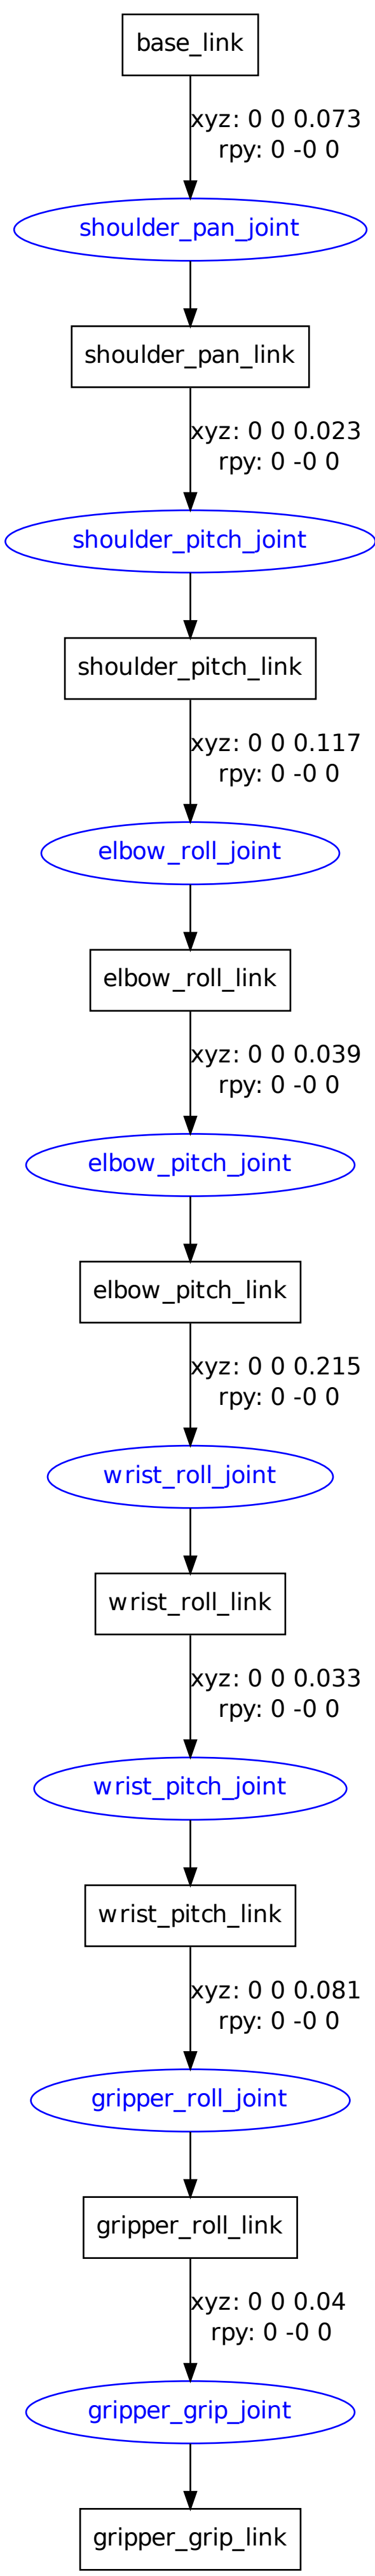 base_link
xyz: 0 0 0.073
rpy: 0 -0 0
shoulder_pan_joint
shoulder_pan_link
xyz: 0 0 0.023
rpy: 0 -0 0
shoulder_pitch_joint
shoulder_pitch_link
xyz: 0 0 0.117
rpy: 0 -0 0
elbow_roll_joint
elbow_roll_link
xyz: 0 0 0.039
rpy: 0 -0 0
elbow_pitch_joint
elbow_pitch_link
xyz: 0 0 0.215
rpy: 0 -0 0
wrist_roll_joint
wrist_roll_link
xyz: 0 0 0.033
rpy: 0 -0 0
wrist_pitch_joint
wrist_pitch_link
xyz: 0 0 0.081
rpy: 0 -0 0
gripper_roll_joint
gripper_roll_link
xyz: 0 0 0.04
rpy: 0 -0 0
gripper_grip_joint
gripper_grip_link